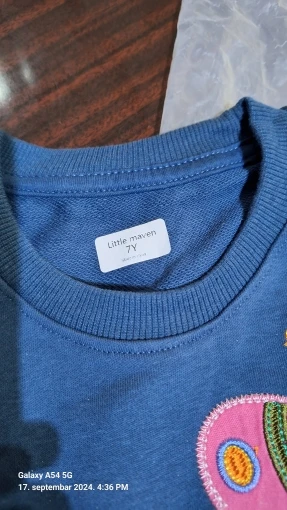 Little maven
7Y
Galaxy A54 5G
17. septembar 2024. 4:36 PM